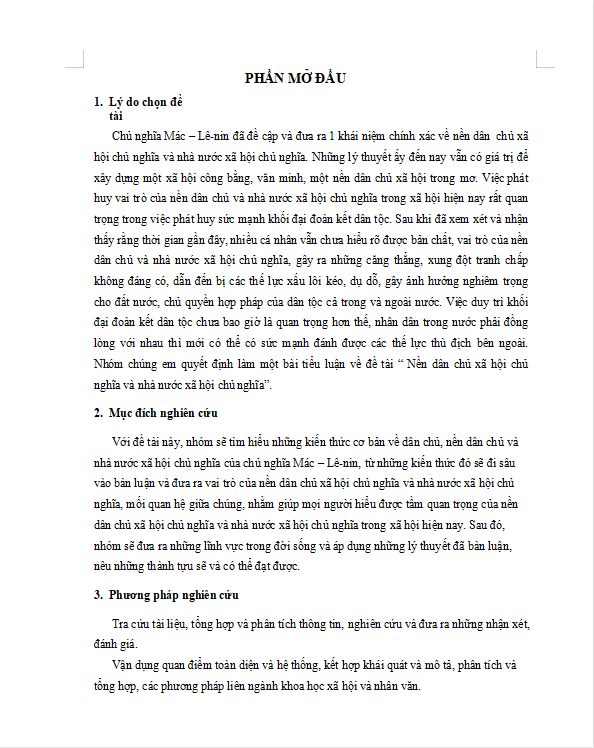 PHẦN MỞ ĐẦU
1. Lý do chọn đề
tài
Chủ nghĩa Mác – Lê-nin đã đề cập và đưa ra 1 khái niệm chính xác về nền dân chủ xã
hội chủ nghĩa và nhà nước xã hội chủ nghĩa. Những lý thuyết ấy đến nay vẫn có giá trị để
xây dựng một xã hội công bằng, văn minh, một nền dân chủ xã hội trong mơ. Việc phát
huy vai trò của nền dân chủ và nhà nước xã hội chủ nghĩa trong xã hội hiện nay rất quan
trọng trong việc phát huy sức mạnh khối đại đoàn kết dân tộc. Sau khi đã xem xét và nhận
thấy rằng thời gian gần đây, nhiều cá nhân vẫn chưa hiểu rõ được bản chất, vai trò của nền
dân chủ và nhà nước xã hội chủ nghĩa, gây ra những căng thẳng, xung đột tranh chấp
không đáng có, dẫn đến bị các thế lực xấu lôi kéo, dụ dỗ, gây ảnh hưởng nghiêm trọng
cho đất nước, chủ quyền hợp pháp của dân tộc cả trong và ngoài nước. Việc duy trì khối
đại đoàn kết dân tộc chưa bao giờ là quan trọng hơn thế, nhân dân trong nước phải đồng
lòng với nhau thì mới có thể có sức mạnh đánh được các thế lực thù địch bên ngoài.
Nhóm chúng em quyết định làm một bài tiểu luận về đề tài “ Nền dân chủ xã hội chủ
nghĩa và nhà nước xã hội chủ nghĩa”.
2. Mục đích nghiên cứu
Với đề tài này, nhóm sẽ tìm hiểu những kiến thức cơ bản về dân chủ, nền dân chủ và
nhà nước xã hội chủ nghĩa của chủ nghĩa Mác – Lê-nin, từ những kiến thức đó sẽ đi sâu
vào bàn luận và đưa ra vai trò của nền dân chủ xã hội chủ nghĩa và nhà nước xã hội chủ
nghĩa, mối quan hệ giữa chúng, nhằm giúp mọi người hiểu được tầm quan trọng của nền
dân chủ xã hội chủ nghĩa và nhà nước xã hội chủ nghĩa trong xã hội hiện nay. Sau đó,
nhóm sẽ đưa ra những lĩnh vực trong đời sống và áp dụng những lý thuyết đã bàn luận,
nêu những thành tựu sẽ và có thể đạt được.
3. Phương pháp nghiên cứu
Tra cứu tài liệu, tổng hợp và phân tích thông tin, nghiên cứu và đưa ra những nhận xét,
đánh giá.
Vận dụng quan điểm toàn diện và hệ thống, kết hợp khái quát và mô tả, phân tích và
tổng hợp, các phương pháp liên ngành khoa học xã hội và nhân văn.